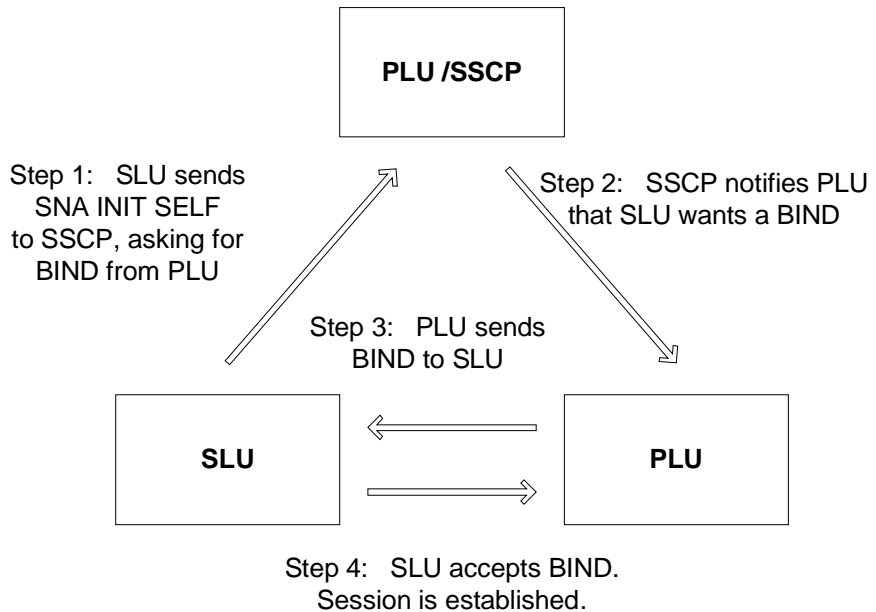 PLU /SSCP
Step 1: SLU sends
SNA INIT SELF
to SSCP, asking for
BIND from PLU
Step 2: SSCP notifies PLU
that SLU wants a BIND
Step 3: PLU sends
BIND to SLU
SLU
PLU
Step 4: SLU accepts BIND.
Session is established.